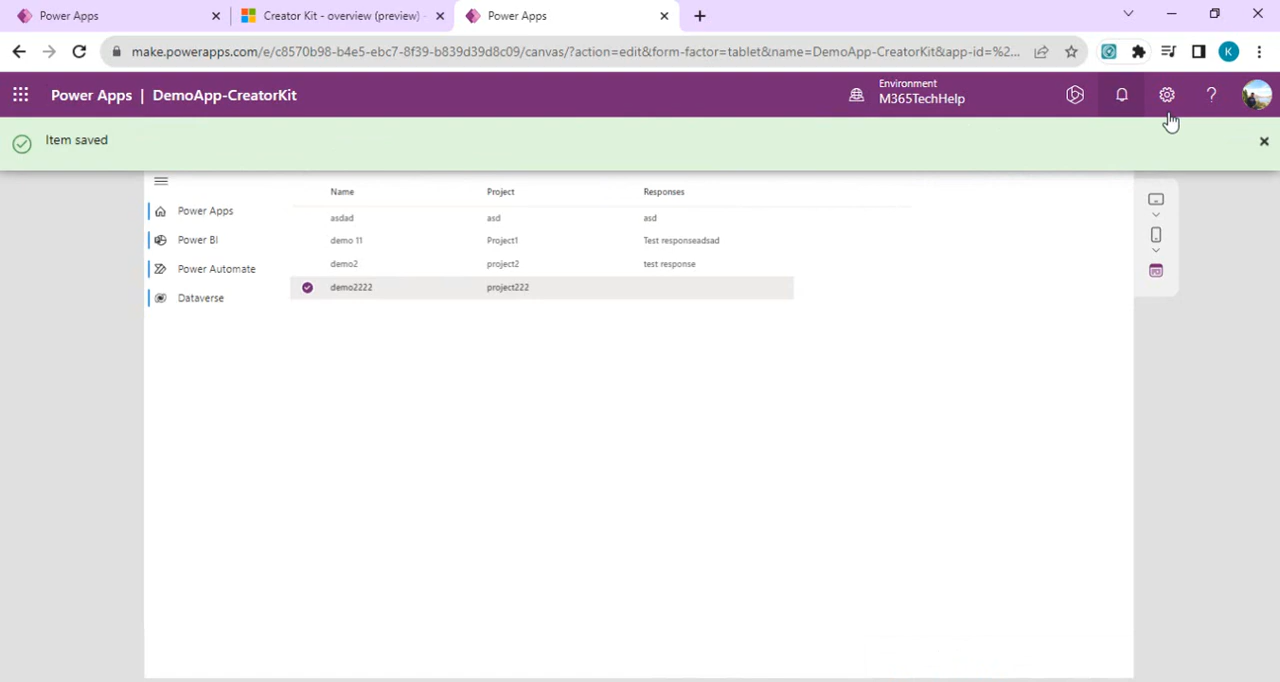 Power Apps
Creator Kit - overview (preview)
Power Apps
make.powerapps.com/e/c8570b98-b4e5-ebc7-8f39-b839d39d8c09/canvas/?action=edit&form-factor=tablet&name=DemoApp-CreatorKit&app-id=%2...
K
Power Apps | DemoApp-CreatorKit
Environment
M365TechHelp
Item saved
Name Project Responses
Power Apps
asdad asd asd
Power BI
demo 11 Project1 Test responseadsad
Power Automate
demo2 project2 test response
demo2222 project222
Dataverse